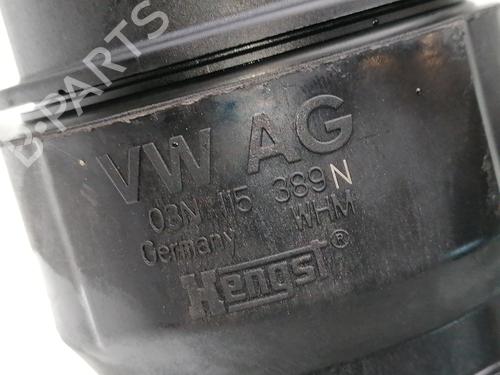 B-PARTS
VW AG
03N 115 389 N
Germany WHM
Hengst®